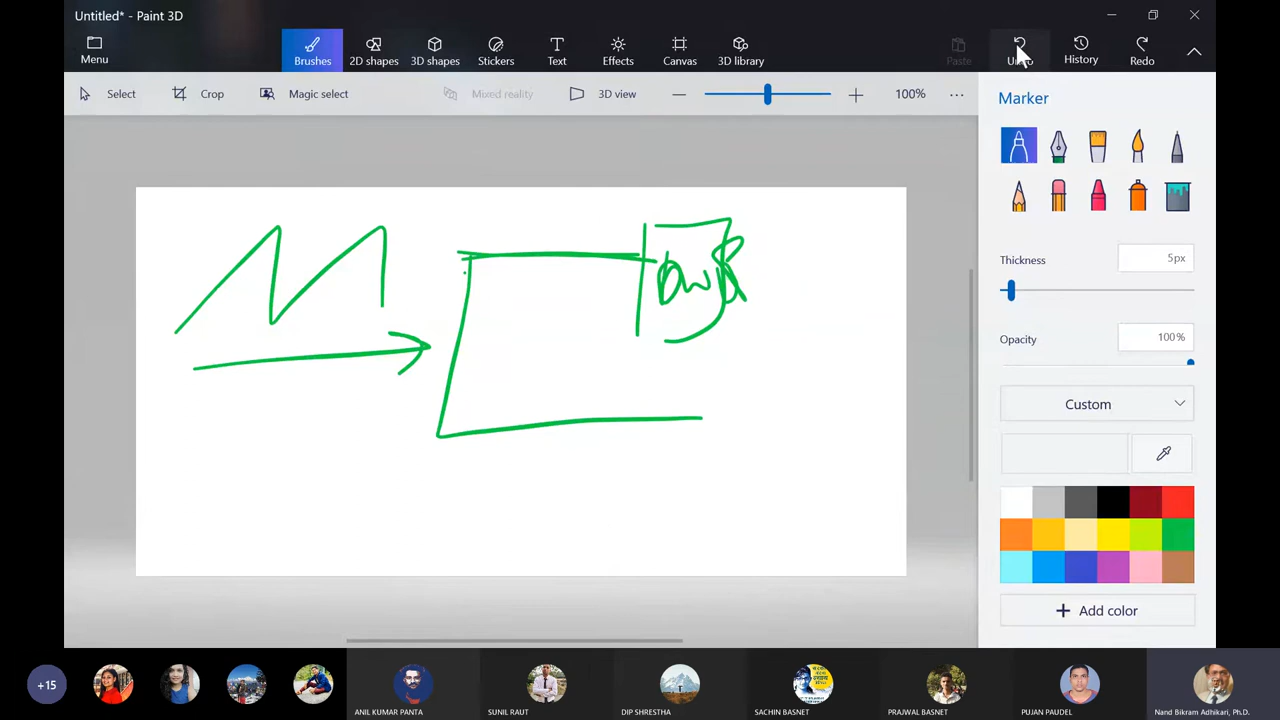 Untitled* - Paint 3D
Menu
Brushes
2D shapes
3D shapes
Stickers
Text
Effects
Canvas
3D library
Paste
History
Redo
Select
Crop
Magic select
Mixed reality
3D view
100%
Marker
Thickness
5px
Opacity
100%
Custom
Add color
+15
ANIL KUMAR PANTA
SUNIL RAUT
DIP SHRESTHA
SACHIN BASNET
PRAJWAL BASNET
PUJAN PAUDEL
Nand Bikram Adhikari, Ph.D.